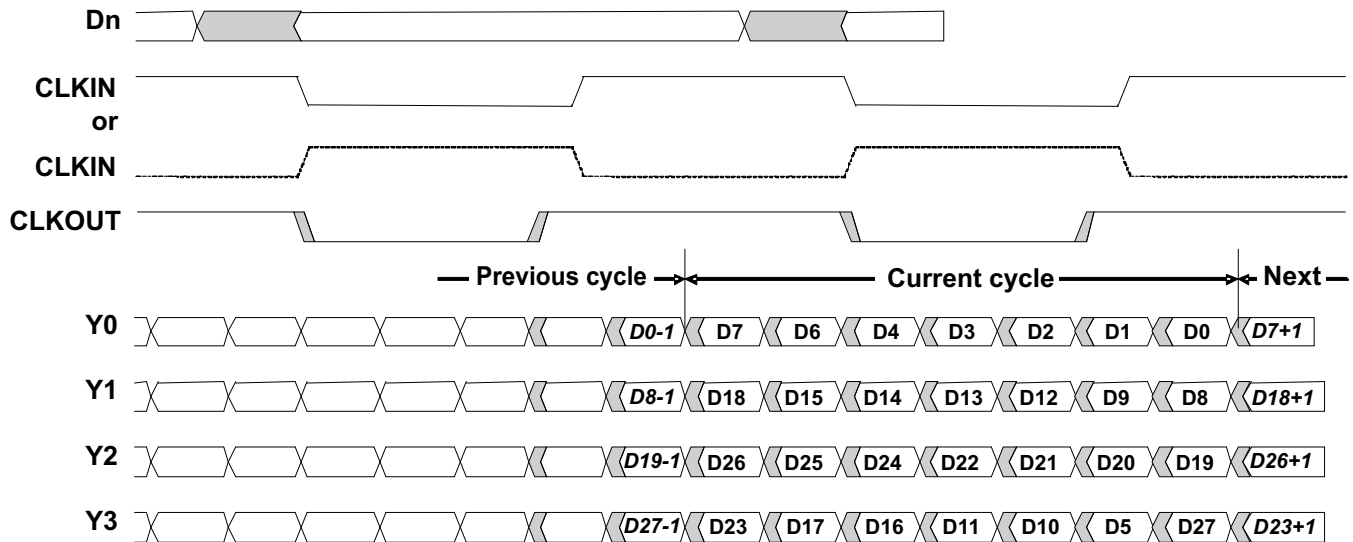 Dn
CLKIN
or
CLKIN
CLKOUT
Previous cycle Current cycle Next
Y0 D0-1 D7 D6 D4 D3 D2 D1 D0 D7+1
Y1 D8-1 D18 D15 D14 D13 D12 D9 D8 D18+1
Y2 D19-1 D26 D25 D24 D22 D21 D20 D19 D26+1
Y3 D27-1 D23 D17 D16 D11 D10 D5 D27 D23+1